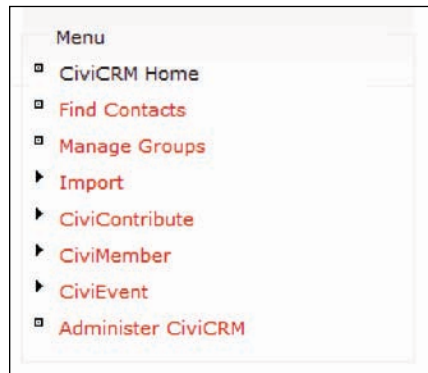 Menu
CiviCRM Home
Find Contacts
Manage Groups
Import
CiviContribute
CiviMember
CiviEvent
Administer CiviCRM